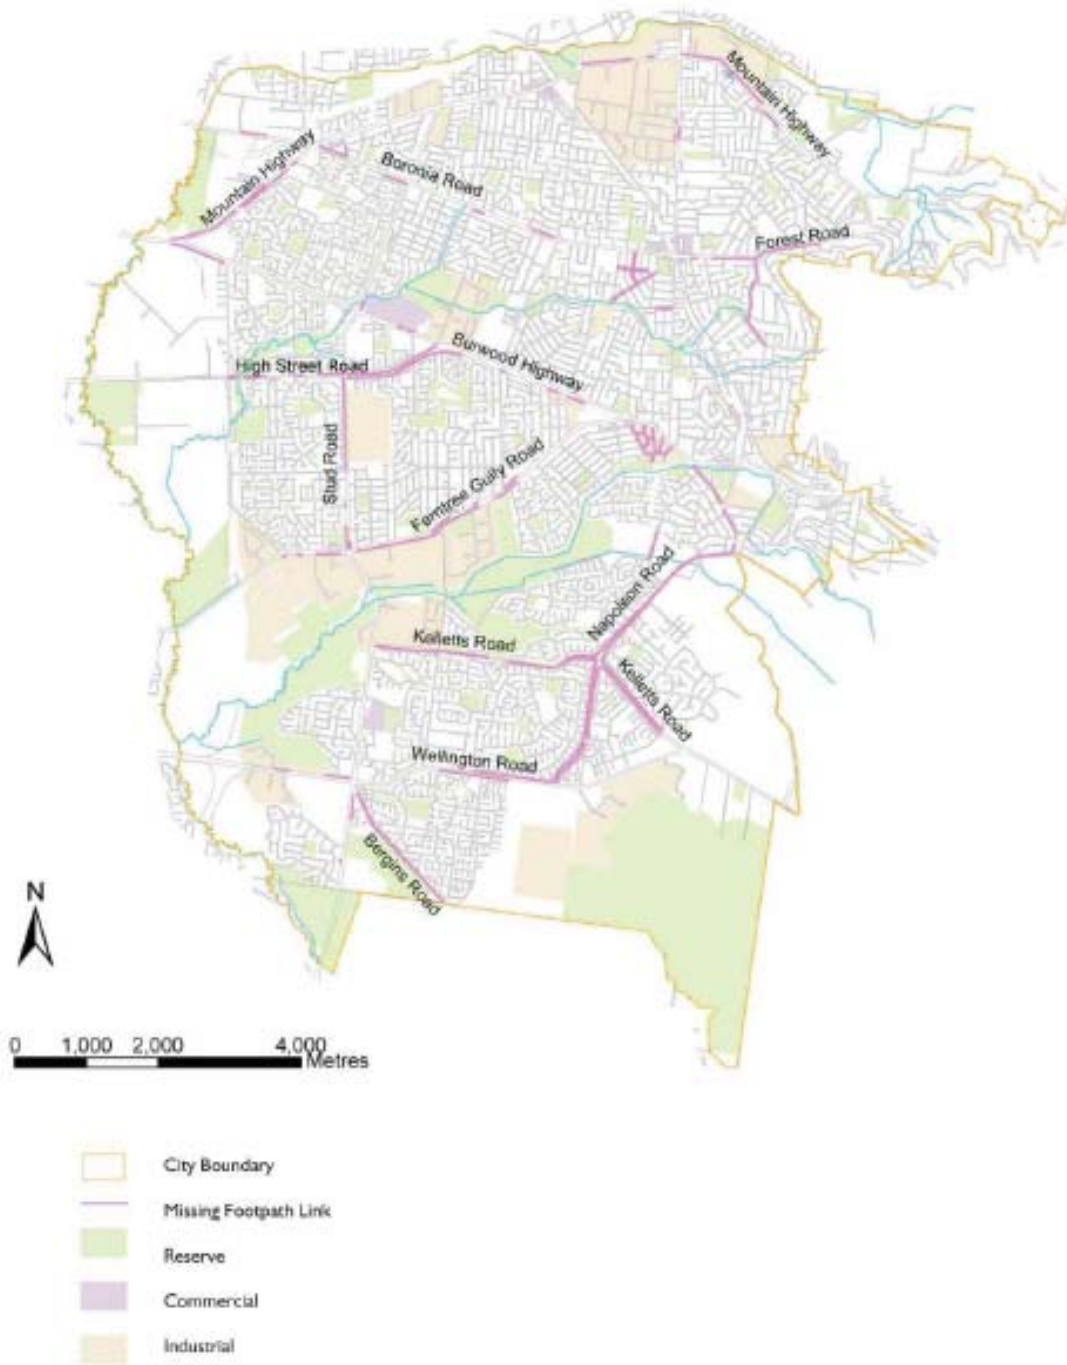 Mountain Highway
Mountain Highway
Boronia Road
Forest Road
Burwood Highway
High Street Road
Stud Road
Ferntree Gully Road
Napoleon Road
Kelletts Road
Kelletts Road
Wellington Road
Bergins Road
N
0 1,000 2,000 4,000
Metres
City Boundary
Missing Footpath Link
Reserve
Commercial
Industrial